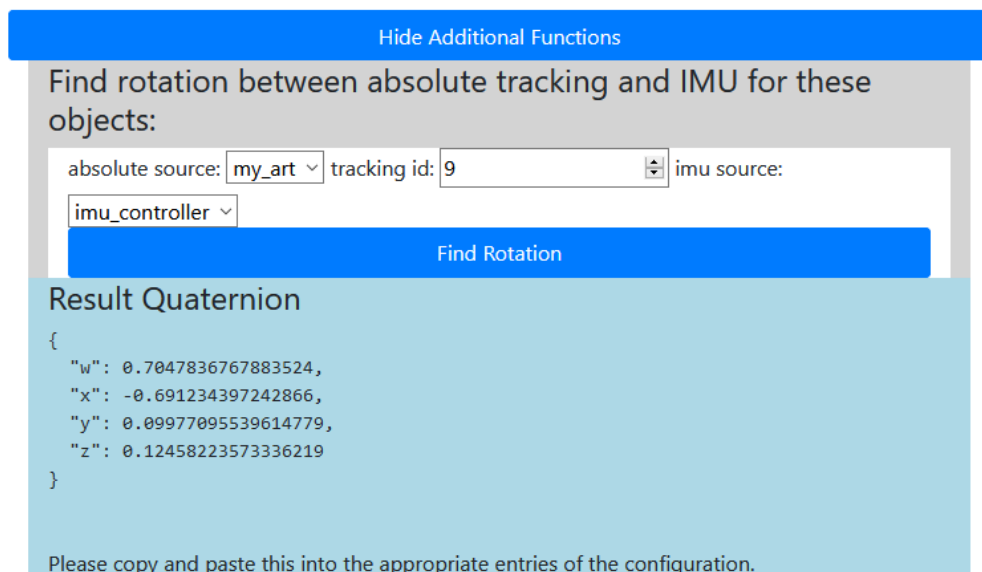 Hide Additional Functions
Find rotation between absolute tracking and IMU for these
objects:
absolute source: my_art tracking id: 9 imu source:
imu_controller
Find Rotation
Result Quaternion
{
"w": 0.7047836767883524,
"x": -0.691234397242866,
"y": 0.09977095539614779,
"z": 0.12458223573336219
}
Please copy and paste this into the appropriate entries of the configuration.